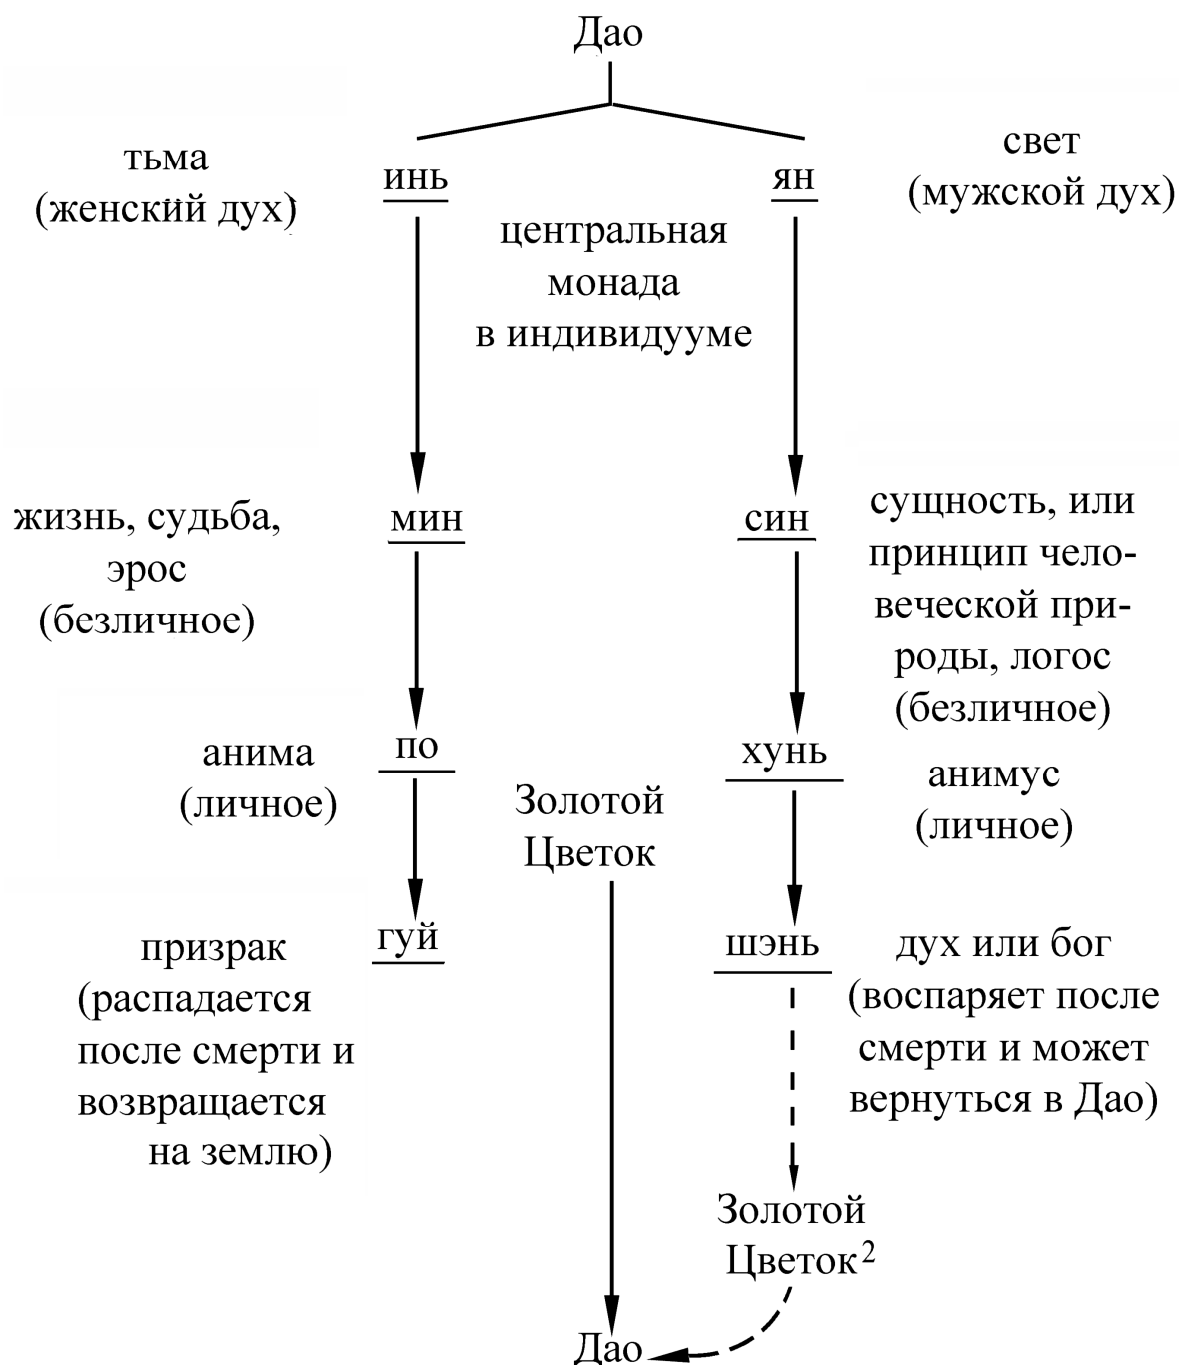 Дао
тьма
(женский дух)
инь
ян
свет
(мужской дух)
центральная
монада
в индивидууме
жизнь, судьба,
эрос
(безличное)
мин
син
сущность, или
принцип чело-
веческой при-
роды, логос
(безличное)
анима
(личное)
по
хунь
анимус
(личное)
Золотой
Цветок
призрак
(распадается
после смерти и
возвращается
на землю)
гуй
шэнь
дух или бог
(воспаряет после
смерти и может
вернуться в Дао)
Золотой
Цветок2
Дао